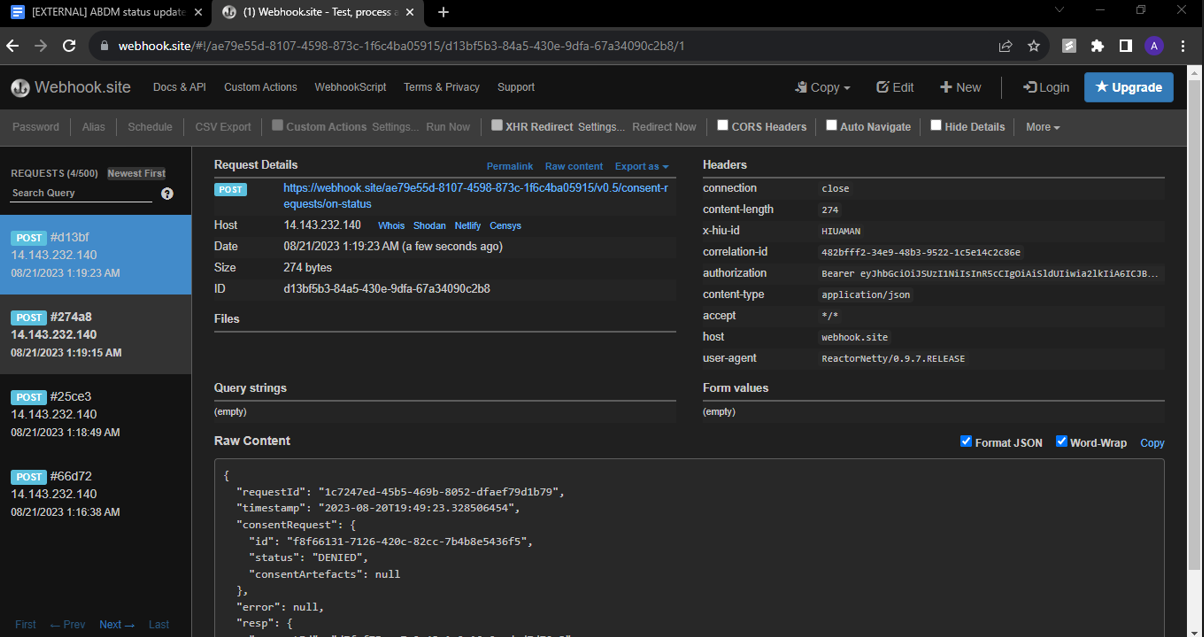 [EXTERNAL] ABDM status update
(1) Webhook.site - Test, process a
webhook.site/#!/ae79e55d-8107-4598-873c-1f6c4ba05915/d13bf5b3-84a5-430e-9dfa-67a34090c2b8/1
A
Webhook.site Docs & API Custom Actions WebhookScript Terms & Privacy Support Copy Edit New Login Upgrade
Password Alias Schedule CSV Export Custom Actions Settings... Run Now XHR Redirect Settings... Redirect Now CORS Headers Auto Navigate Hide Details More
REQUESTS (4/500) Newest First
Search Query ?
POST #d13bf
14.143.232.140
08/21/2023 1:19:23 AM
POST #274a8
14.143.232.140
08/21/2023 1:19:15 AM
POST #25ce3
14.143.232.140
08/21/2023 1:18:49 AM
POST #66d72
14.143.232.140
08/21/2023 1:16:38 AM
First ← Prev Next → Last
Request Details Permalink Raw content Export as
POST https://webhook.site/ae79e55d-8107-4598-873c-1f6c4ba05915/v0.5/consent-r
equests/on-status
Host 14.143.232.140 Whois Shodan Netlify Censys
Date 08/21/2023 1:19:23 AM (a few seconds ago)
Size 274 bytes
ID d13bf5b3-84a5-430e-9dfa-67a34090c2b8
Files
Headers
connection close
content-length 274
x-hiu-id HIUAMAN
correlation-id 482bfff2-34e9-48b3-9522-1c5e14c2c86e
authorization Bearer eyJhbGciOiJSUzI1NiIsInR5cCIgOiAiSldUIiwia2lkIiA6ICJB...
content-type application/json
accept */*
host webhook.site
user-agent ReactorNetty/0.9.7.RELEASE
Query strings
(empty)
Form values
(empty)
Raw Content Format JSON Word-Wrap Copy
{
"requestId": "1c7247ed-45b5-469b-8052-dfaef79d1b79",
"timestamp": "2023-08-20T19:49:23.328506454",
"consentRequest": {
"id": "f8f66131-7126-420c-82cc-7b4b8e5436f5",
"status": "DENIED",
"consentArtefacts": null
},
"error": null,
"resp": {